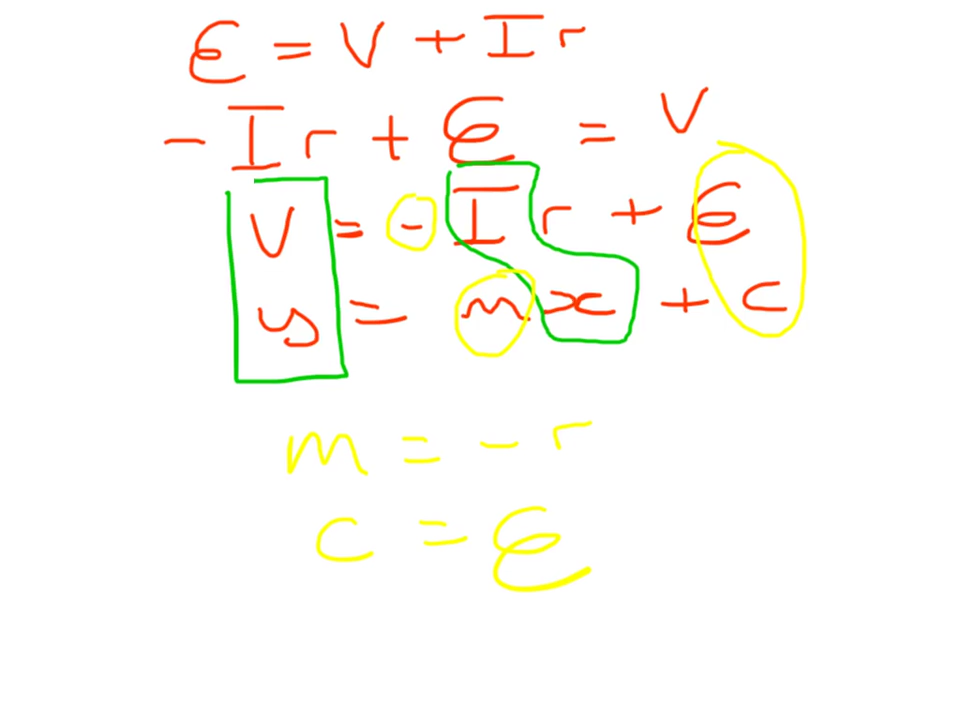 ε = V + Ir
- Ir + ε = V
V = - Ir + ε
y = mx + c
m = - r
c = ε